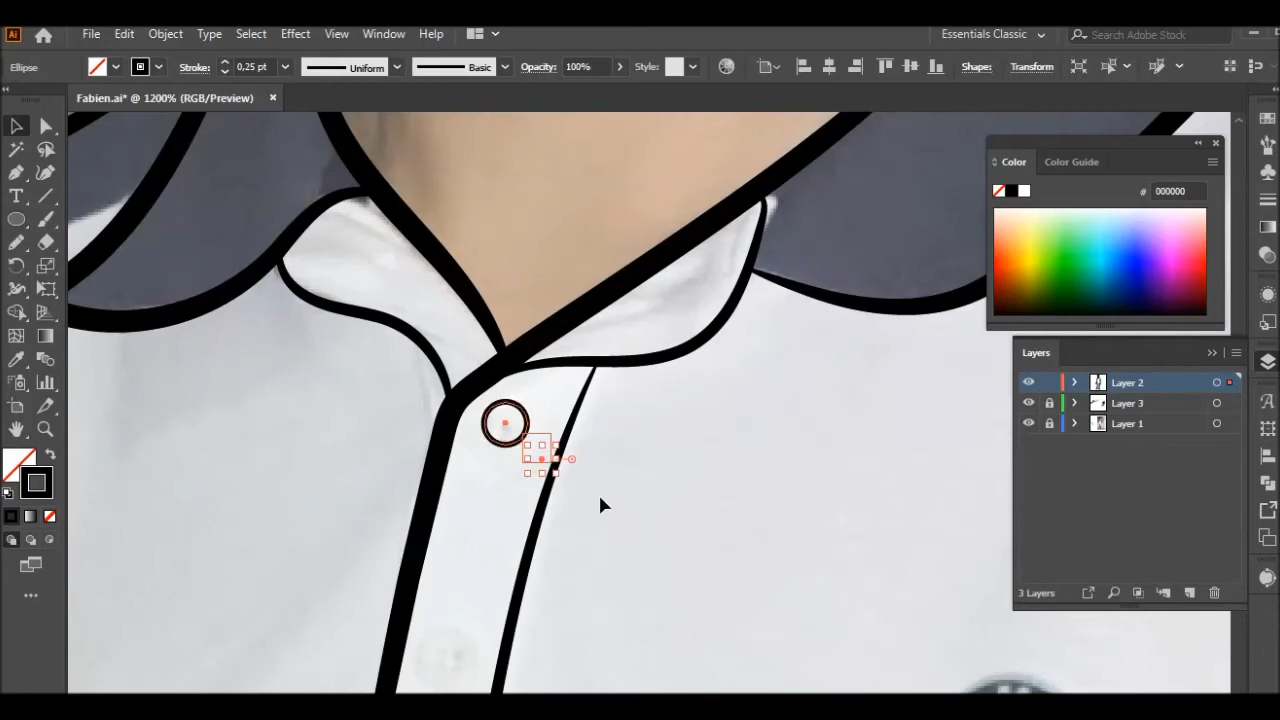 Ai File Edit Object Type Select Effect View Window Help Essentials Classic Search Adobe Stock
Ellipse Stroke: 0,25 pt Uniform Basic Opacity: 100% Style: Shape: Transform
Fabien.ai* @ 1200% (RGB/Preview) ×
Color Color Guide
# 000000
T
Layers
Layer 2
Layer 3
Layer 1
3 Layers